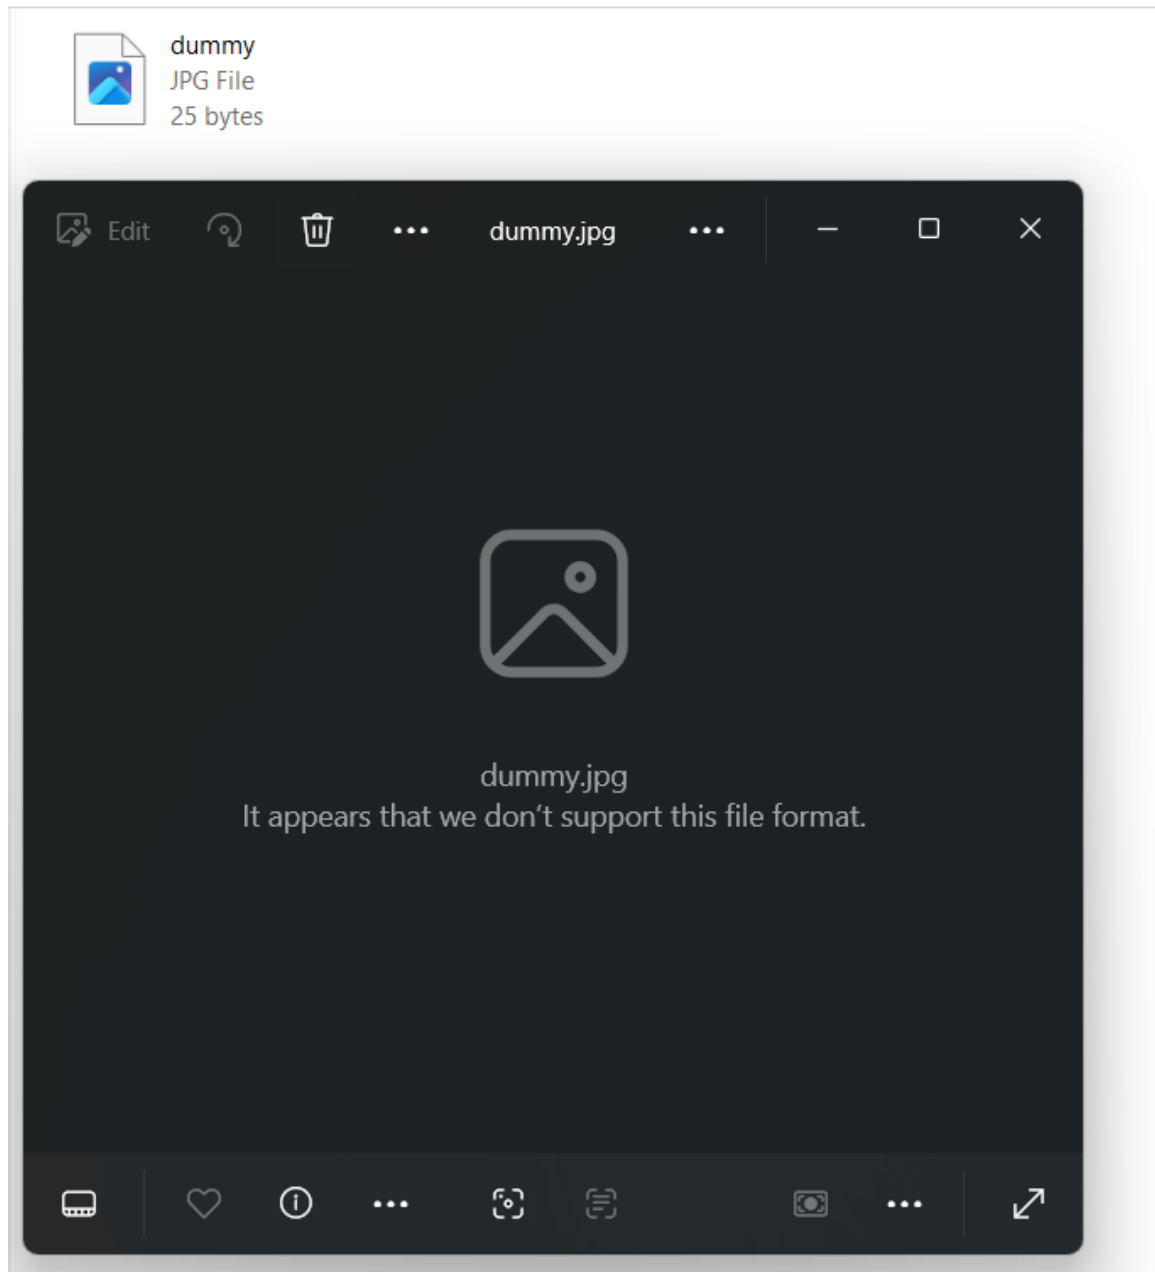 dummy
JPG File
25 bytes
Edit
dummy.jpg
dummy.jpg
It appears that we don’t support this file format.